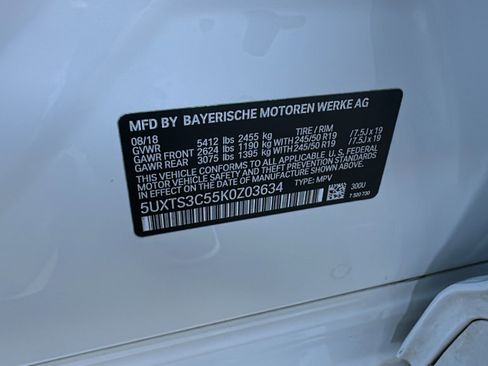 MFD BY BAYERISCHE MOTOREN WERKE AG
08/18 TIRE / RIM
GVWR 5412 lbs 2455 kg
GAWR FRONT 2624 lbs 1190 kg 245/50 R19 /7.5J x 19
GAWR REAR 3075 lbs 1395 kg 245/50 R19 /7.5J x 19
THIS VEHICLE CONFORMS TO ALL APPLICABLE U.S. FEDERAL
MOTOR VEHICLE SAFETY, BUMPER, AND THEFT PREVENTION
STANDARDS IN EFFECT ON THE DATE OF MANUFACTURE SHOWN ABOVE.
5UXTS3C55K0Z03634 TYPE: MPV
300U